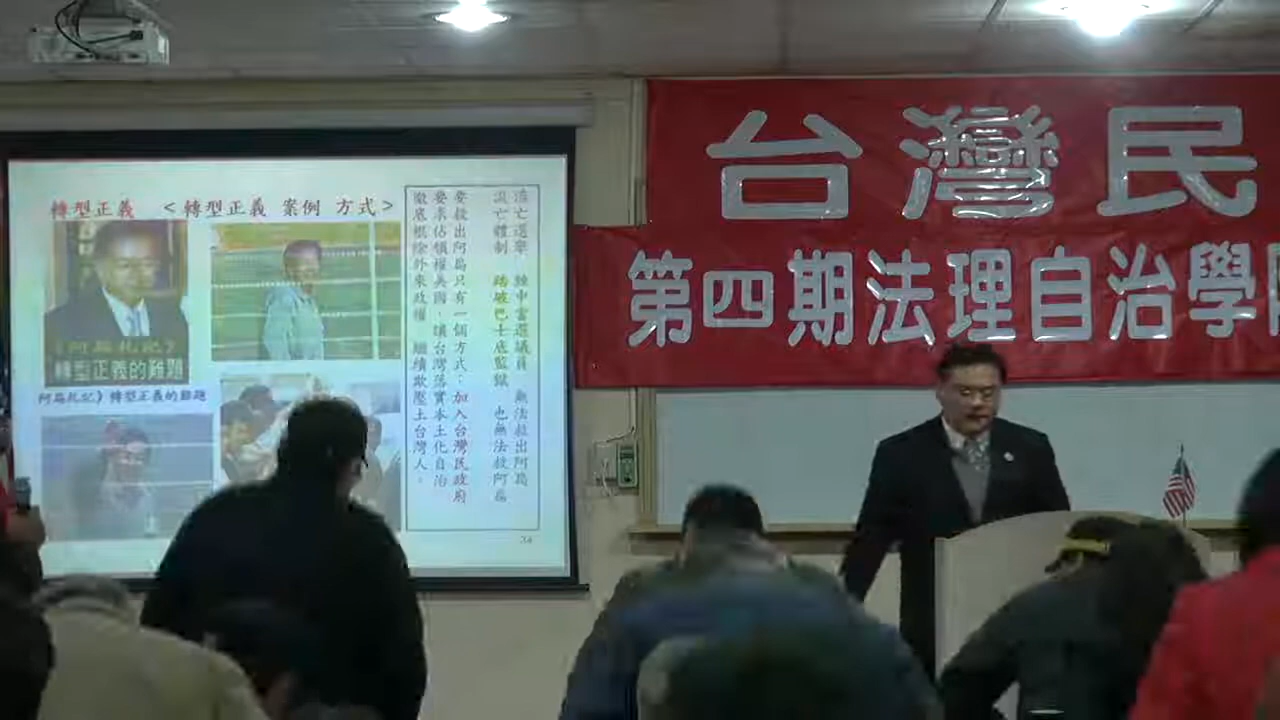 轉型正義 <轉型正義 案例 方式>
《阿扁札記》
轉型正義的難題
阿扁札記》轉型正義的難題
流亡選舉 勝中當選議員 無法救出阿扁
流亡體制 踏破巴士底監獄 也無法救阿扁
要救出阿扁只有一個方式：加入台灣民政府
要求佔領權美國，讓台灣落實本土化自治
徹底根除外來政權 繼續欺壓本土台灣人。
34
台灣民
第四期法理自治學